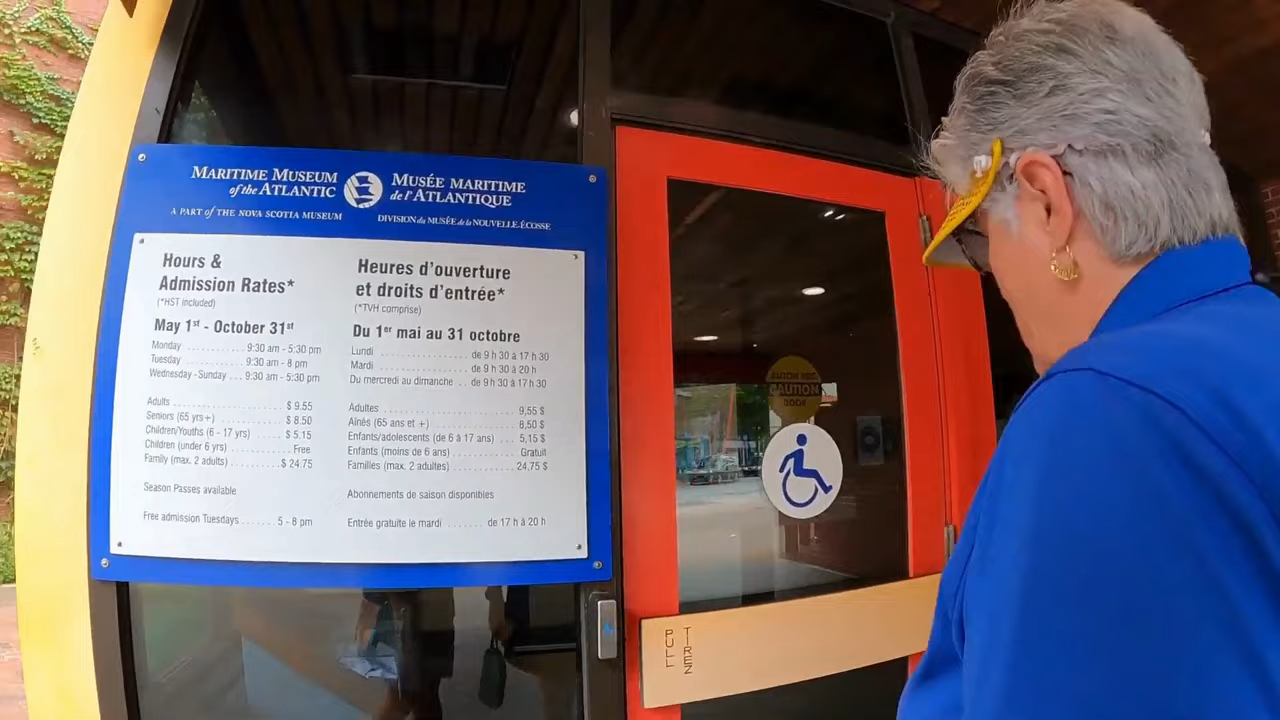 MARITIME MUSEUM
of the ATLANTIC
MUSÉE MARITIME
de l'ATLANTIQUE
A PART of THE NOVA SCOTIA MUSEUM
DIVISION du MUSÉE de la NOUVELLE-ÉCOSSE
Hours &
Admission Rates*
(*HST included)
May 1st - October 31st
Monday ............ 9:30 am - 5:30 pm
Tuesday ............ 9:30 am - 8 pm
Wednesday - Sunday ... 9:30 am - 5:30 pm
Adults ...................... $ 9.55
Seniors (65 yrs+) ............ $ 8.50
Children/Youths (6 - 17 yrs) ..... $ 5.15
Children (under 6 yrs) .......... Free
Family (max. 2 adults) .......... $ 24.75
Season Passes available
Free admission Tuesdays ....... 5 - 8 pm
Heures d'ouverture
et droits d'entrée*
(*TVH comprise)
Du 1er mai au 31 octobre
Lundi .................. de 9 h 30 à 17 h 30
Mardi .................. de 9 h 30 à 20 h
Du mercredi au dimanche .. de 9 h 30 à 17 h 30
Adultes ........................ 9,55 $
Aînés (65 ans et +) ............... 8,50 $
Enfants/adolescents (de 6 à 17 ans) ... 5,15 $
Enfants (moins de 6 ans) .......... Gratuit
Familles (max. 2 adultes) .......... 24,75 $
Abonnements de saison disponibles
Entrée gratuite le mardi ....... de 17 h à 20 h
CAUTION
DOOR
PULL
TIREZ